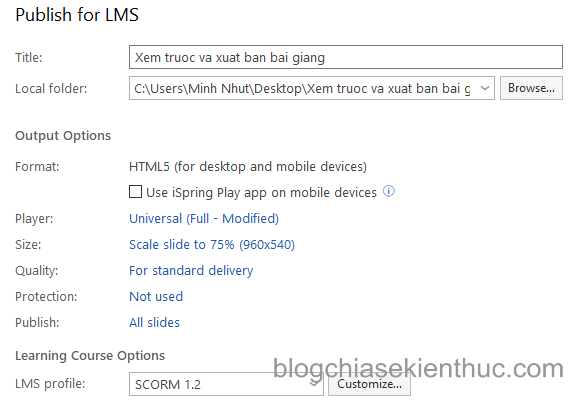 Publish for LMS
Title: Xem truoc va xuat ban bai giang
Local folder: C:\Users\Minh Nhut\Desktop\Xem truoc va xuat ban bai g Browse...
Output Options
Format: HTML5 (for desktop and mobile devices)
Use iSpring Play app on mobile devices
Player: Universal (Full - Modified)
Size: Scale slide to 75% (960x540)
Quality: For standard delivery
Protection: Not used
Publish: All slides
Learning Course Options
blogchiasekienthuc.com
LMS profile: SCORM 1.2 Customize...